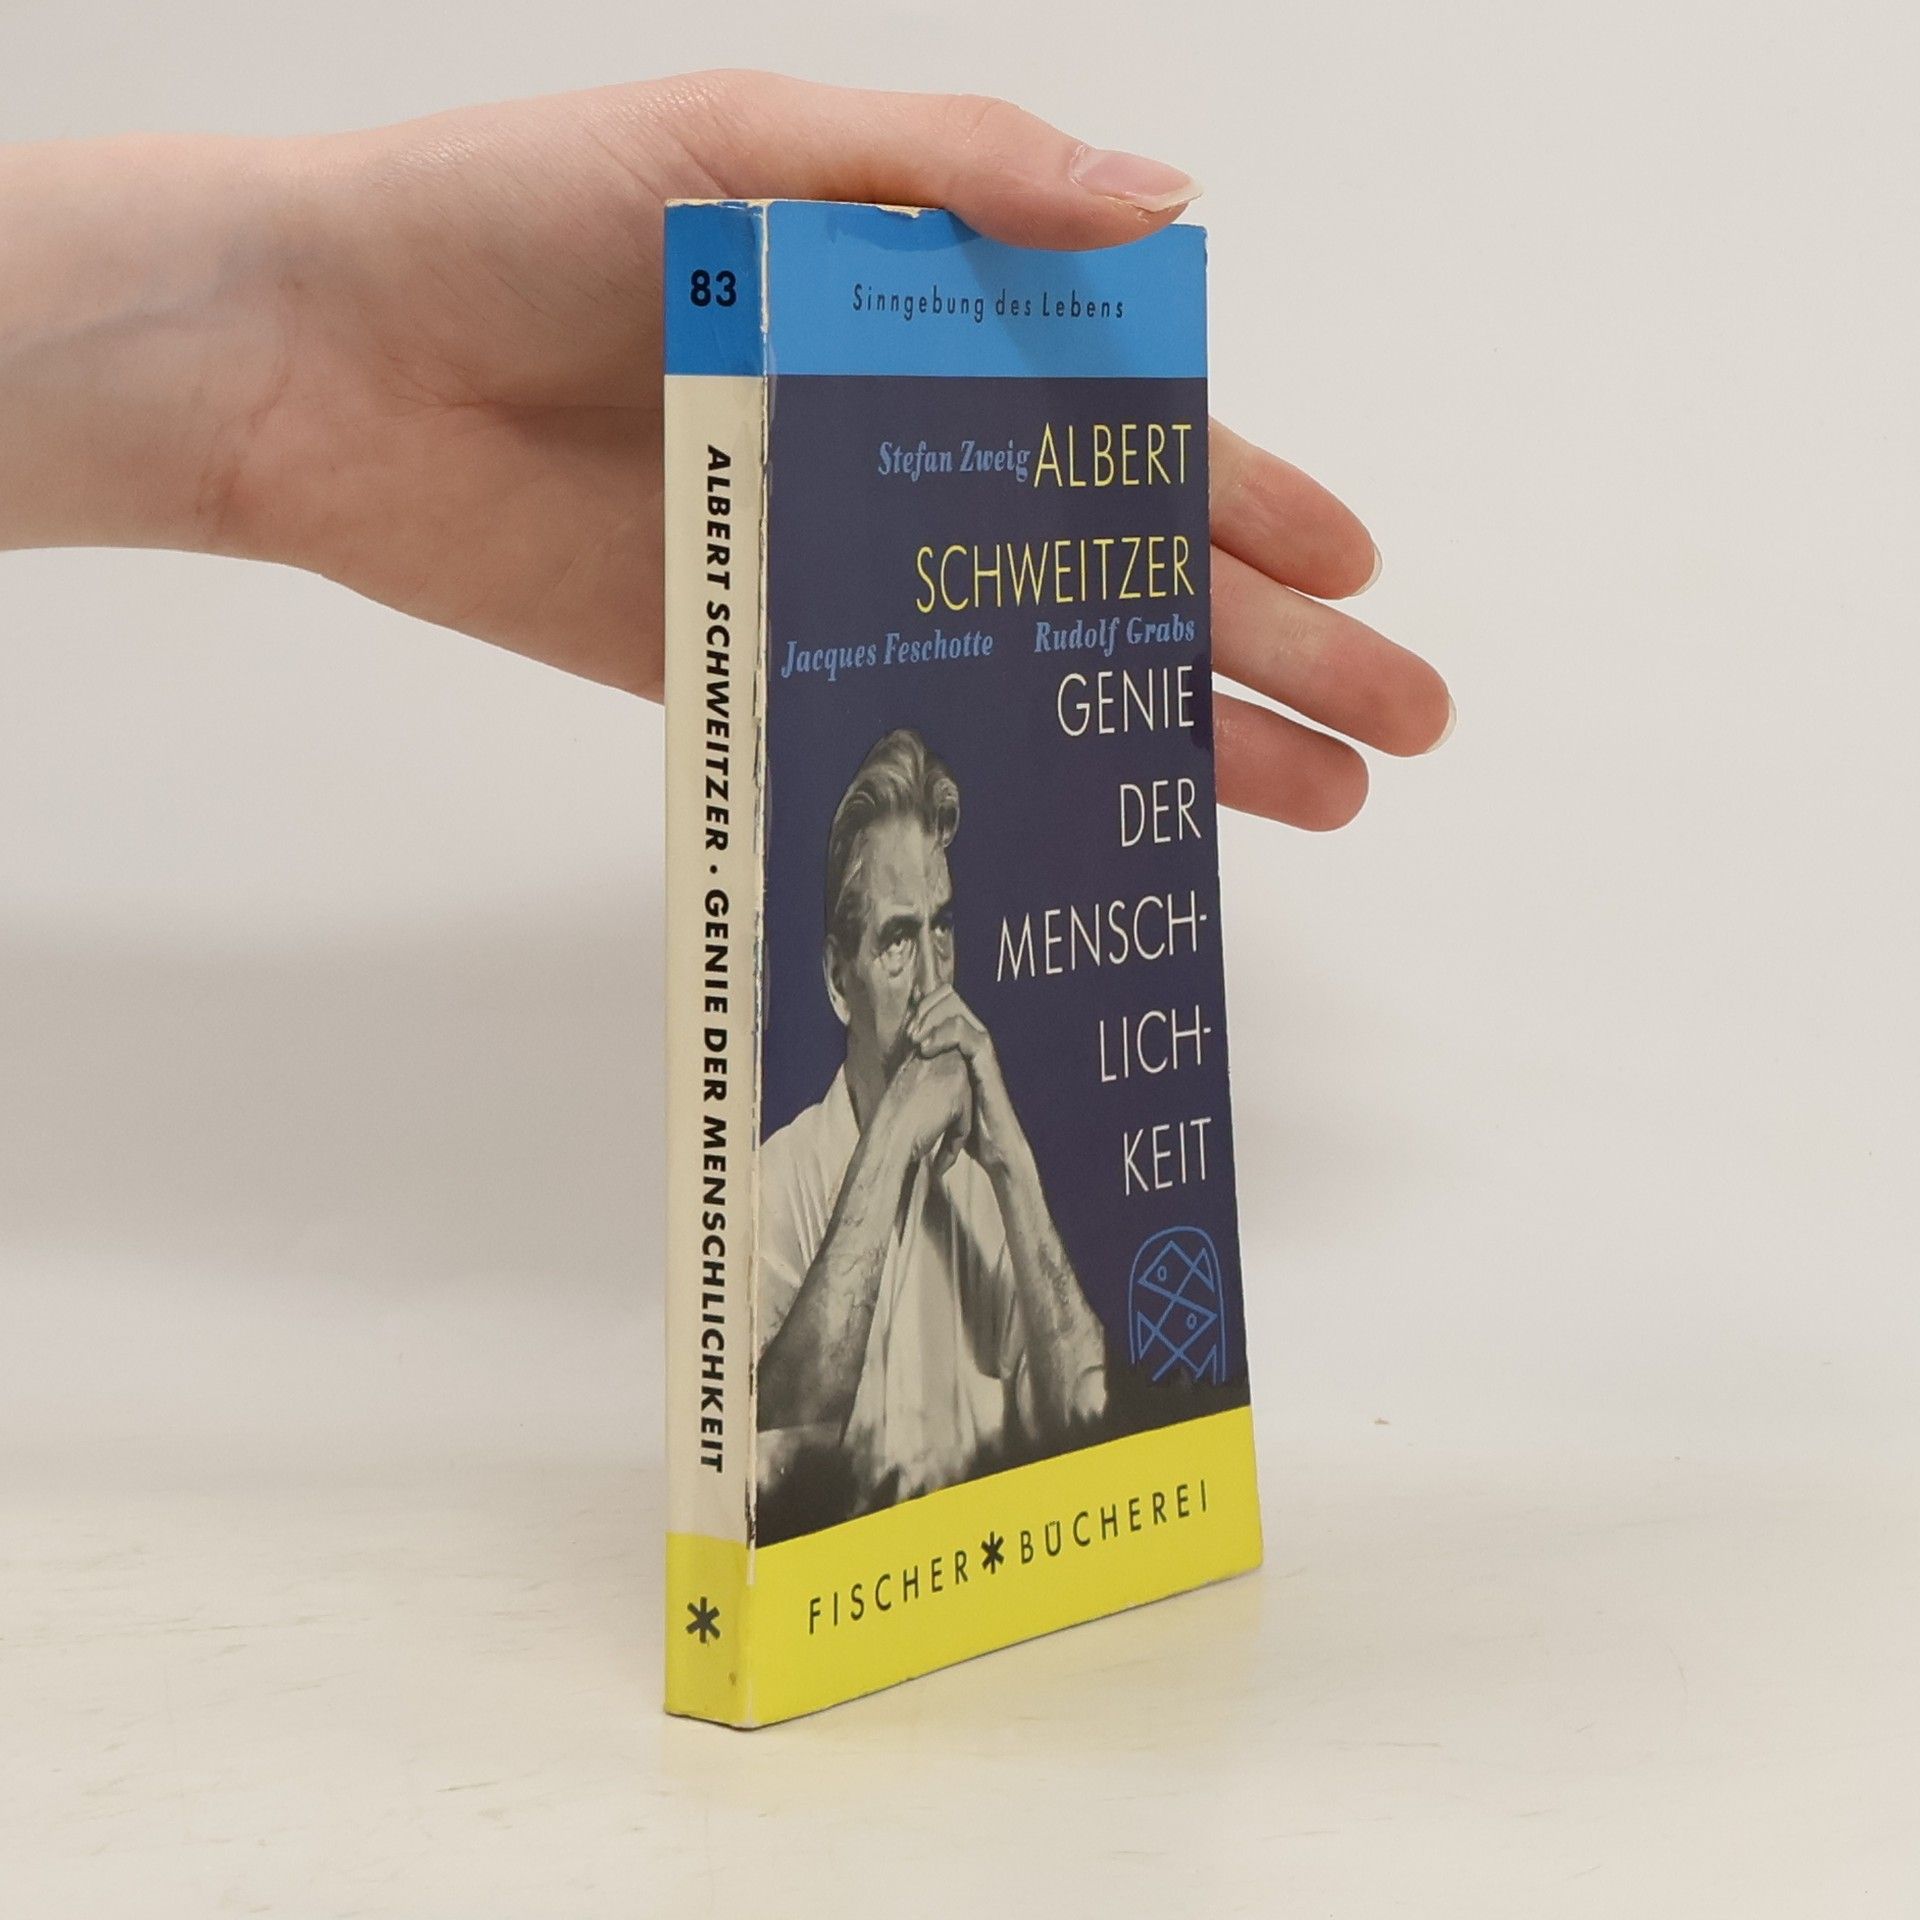 83
ALBERT SCHWEITZER · GENIE DER MENSCHLICHKEIT
*
Sinngebung des Lebens
Stefan Zweig ALBERT
SCHWEITZER
Jacques Feschotte Rudolf Grabs
GENIE
DER
MENSCH-
LICH-
KEIT
FISCHER * BÜCHEREI